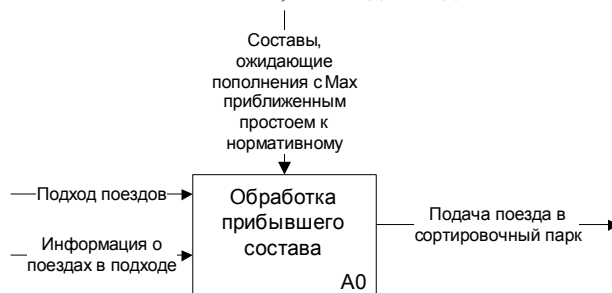 Составы,
ожидающие
пополнения с Max
приближенным
простоем к
нормативному
Подход поездов
Информация о
поездах в подходе
Обработка
прибывшего
состава
A0
Подача поезда в
сортировочный парк